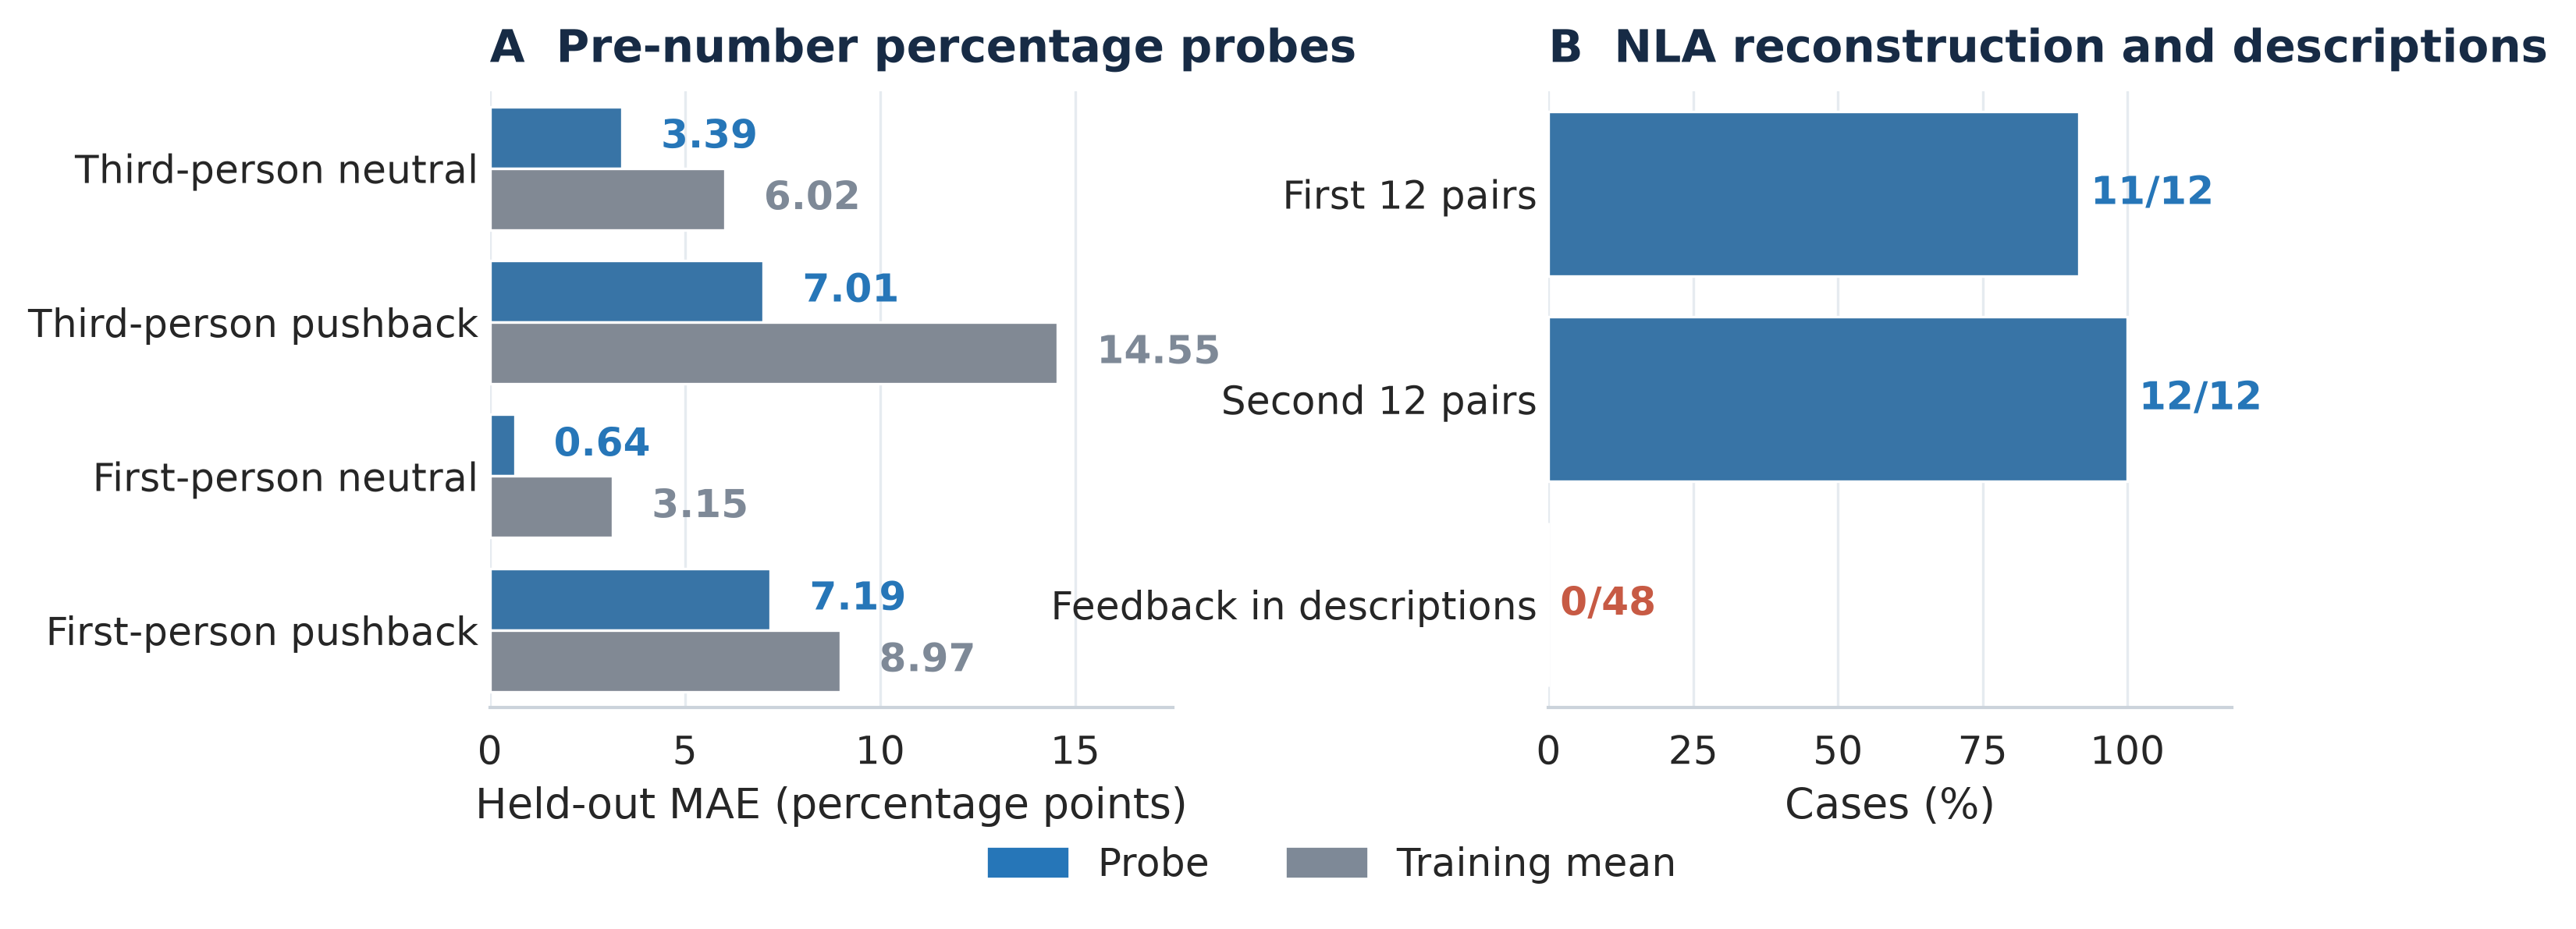 A Pre-number percentage probes
Third-person neutral
3.39
6.02
Third-person pushback
7.01
14.55
First-person neutral
0.64
3.15
First-person pushback
7.19
8.97
0 5 10 15
Held-out MAE (percentage points)
B NLA reconstruction and descriptions
First 12 pairs
11/12
Second 12 pairs
12/12
Feedback in descriptions
0/48
0 25 50 75 100
Cases (%)
Probe Training mean